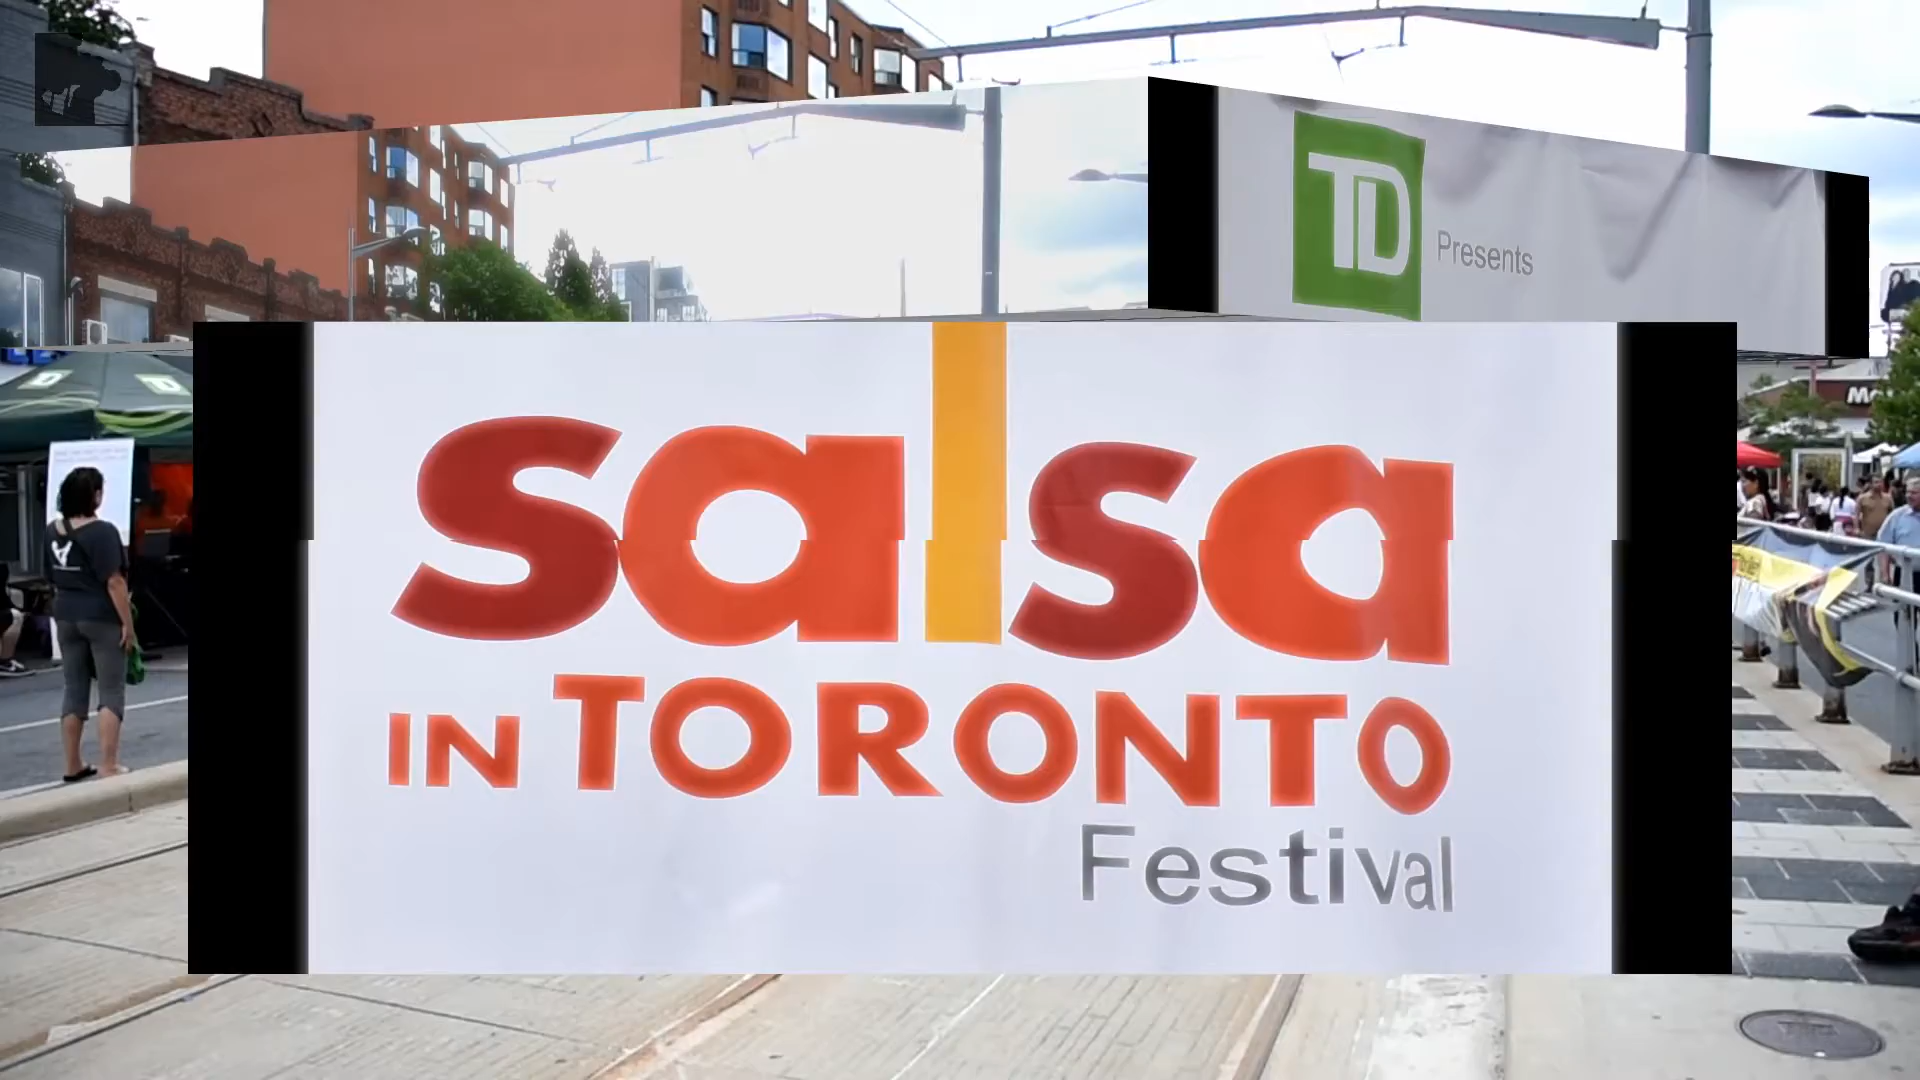 TD Presents
salsa
IN TORONTO
Festival